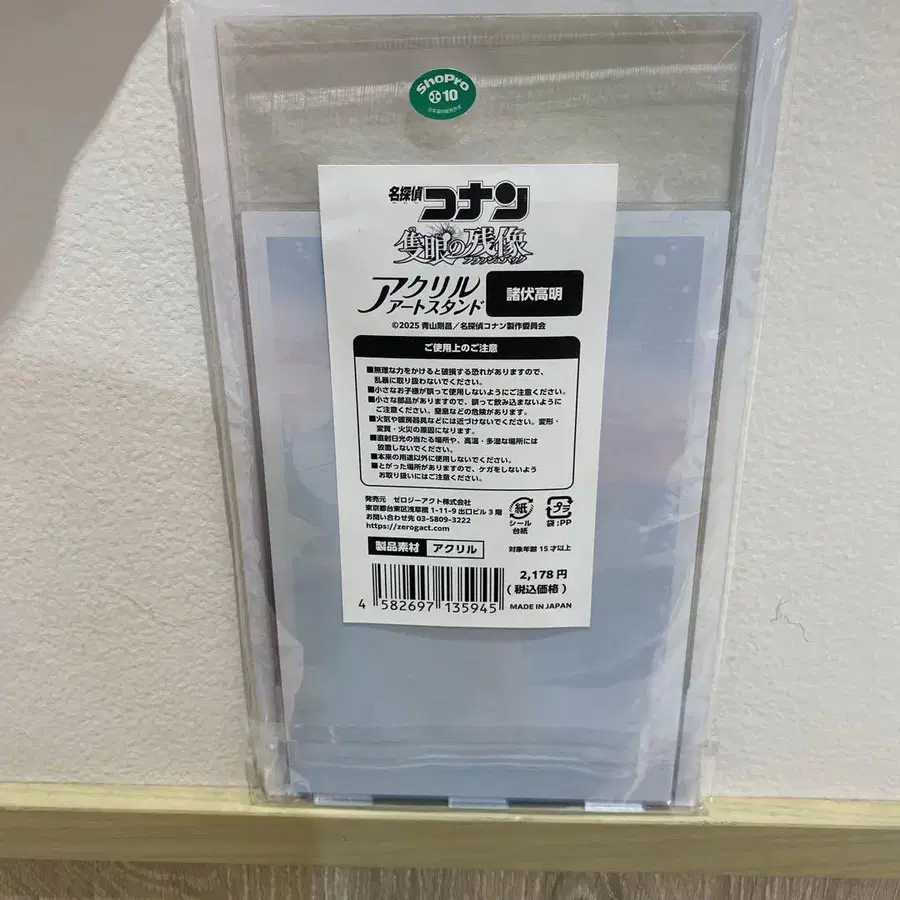 ShoPro
10
名探偵
コナン
隻眼の残像
フラッシュバック
アクリル
アートスタンド
諸伏高明
©2025 青山剛昌／名探偵コナン製作委員会
ご使用上のご注意
■無理な力をかけると破損する恐れがありますので、
乱暴に取り扱わないでください。
■小さなお子様が誤って使用しないようにご注意ください。
■小さな部品がありますので、誤って飲み込まないように
ご注意ください。窒息などの危険があります。
■火気や暖房器具などには近づけないでください。変形・
変質・火災の原因になります。
■直射日光の当たる場所や、高温・多湿な場所には
放置しないでください。
■本来の用途以外に使用しないでください。
■とがった場所がありますので、ケガをしないよう
お取り扱いにはご注意ください。
発売元 ゼロジーアクト株式会社
東京都台東区浅草橋 1-11-9 出口ビル 3 階
お問い合わせ先 03-5809-3222
https://zerogact.com
紙
シール
台紙
プラ
袋:PP
製品素材 アクリル
対象年齢 15 才以上
2,178 円
( 税込価格 )
4 582697 135945
MADE IN JAPAN